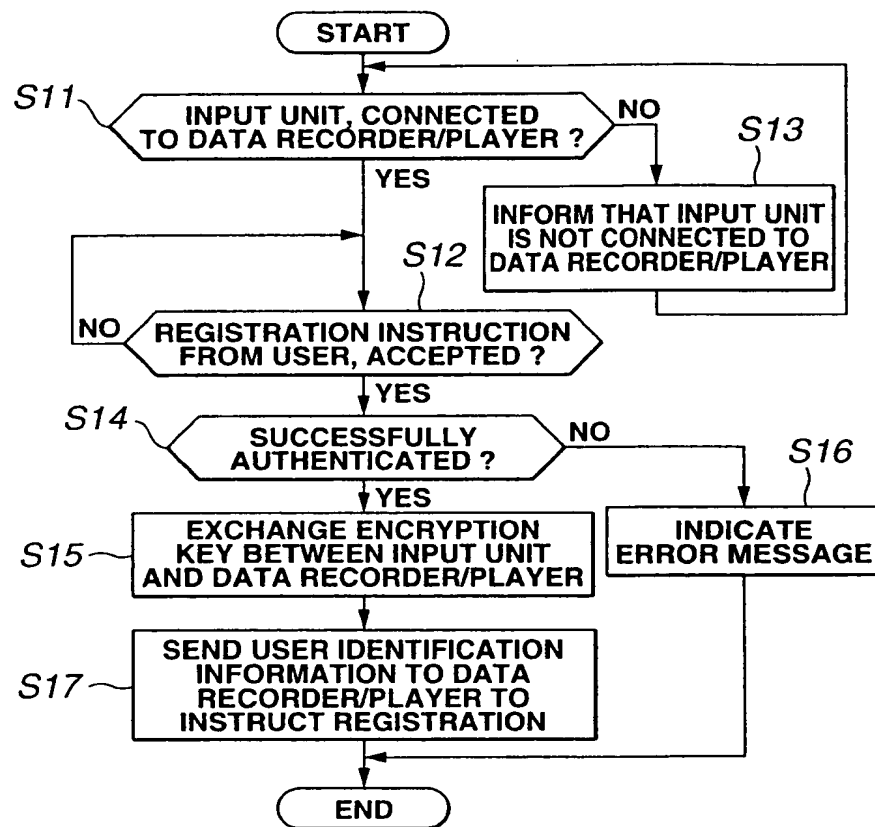 START
S11
INPUT UNIT, CONNECTED
TO DATA RECORDER/PLAYER ?
NO
YES
S13
INFORM THAT INPUT UNIT
IS NOT CONNECTED TO
DATA RECORDER/PLAYER
S12
NO
REGISTRATION INSTRUCTION
FROM USER, ACCEPTED ?
YES
S14
SUCCESSFULLY
AUTHENTICATED ?
NO
YES
S16
INDICATE
ERROR MESSAGE
S15
EXCHANGE ENCRYPTION
KEY BETWEEN INPUT UNIT
AND DATA RECORDER/PLAYER
S17
SEND USER IDENTIFICATION
INFORMATION TO DATA
RECORDER/PLAYER TO
INSTRUCT REGISTRATION
END